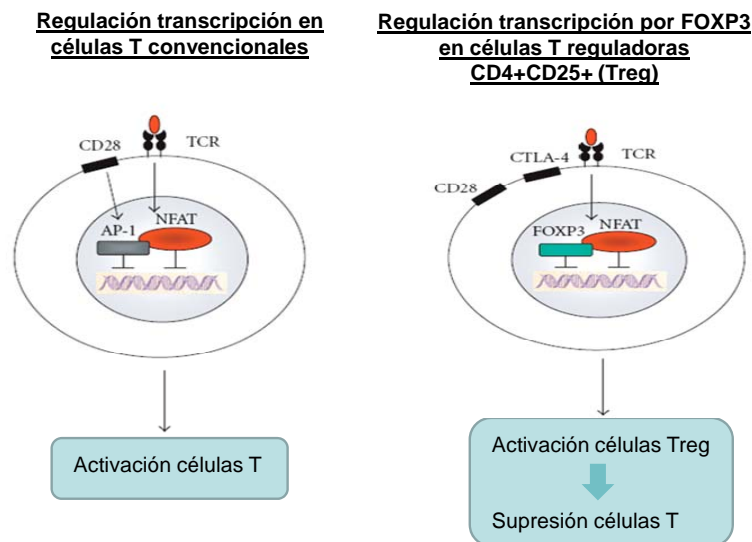 Regulación transcripción en
células T convencionales
CD28
TCR
AP-1
NFAT
Activación células T
Regulación transcripción por FOXP3
en células T reguladoras
CD4+CD25+ (Treg)
CTLA-4
TCR
CD28
FOXP3
NFAT
Activación células Treg
Supresión células T